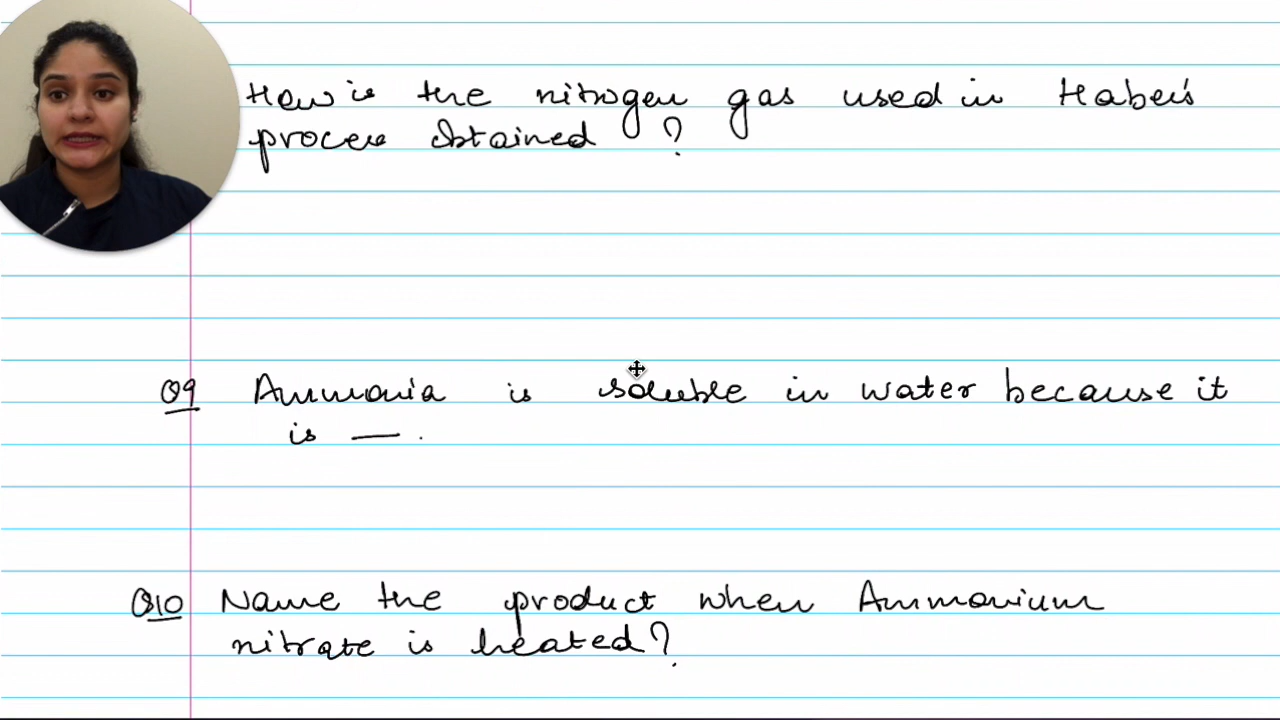 How is the nitrogen gas used in Haber's
process obtained ?
Q9 Ammonia is soluble in water because it
is — .
Q10 Name the product when Ammonium
nitrate is heated?